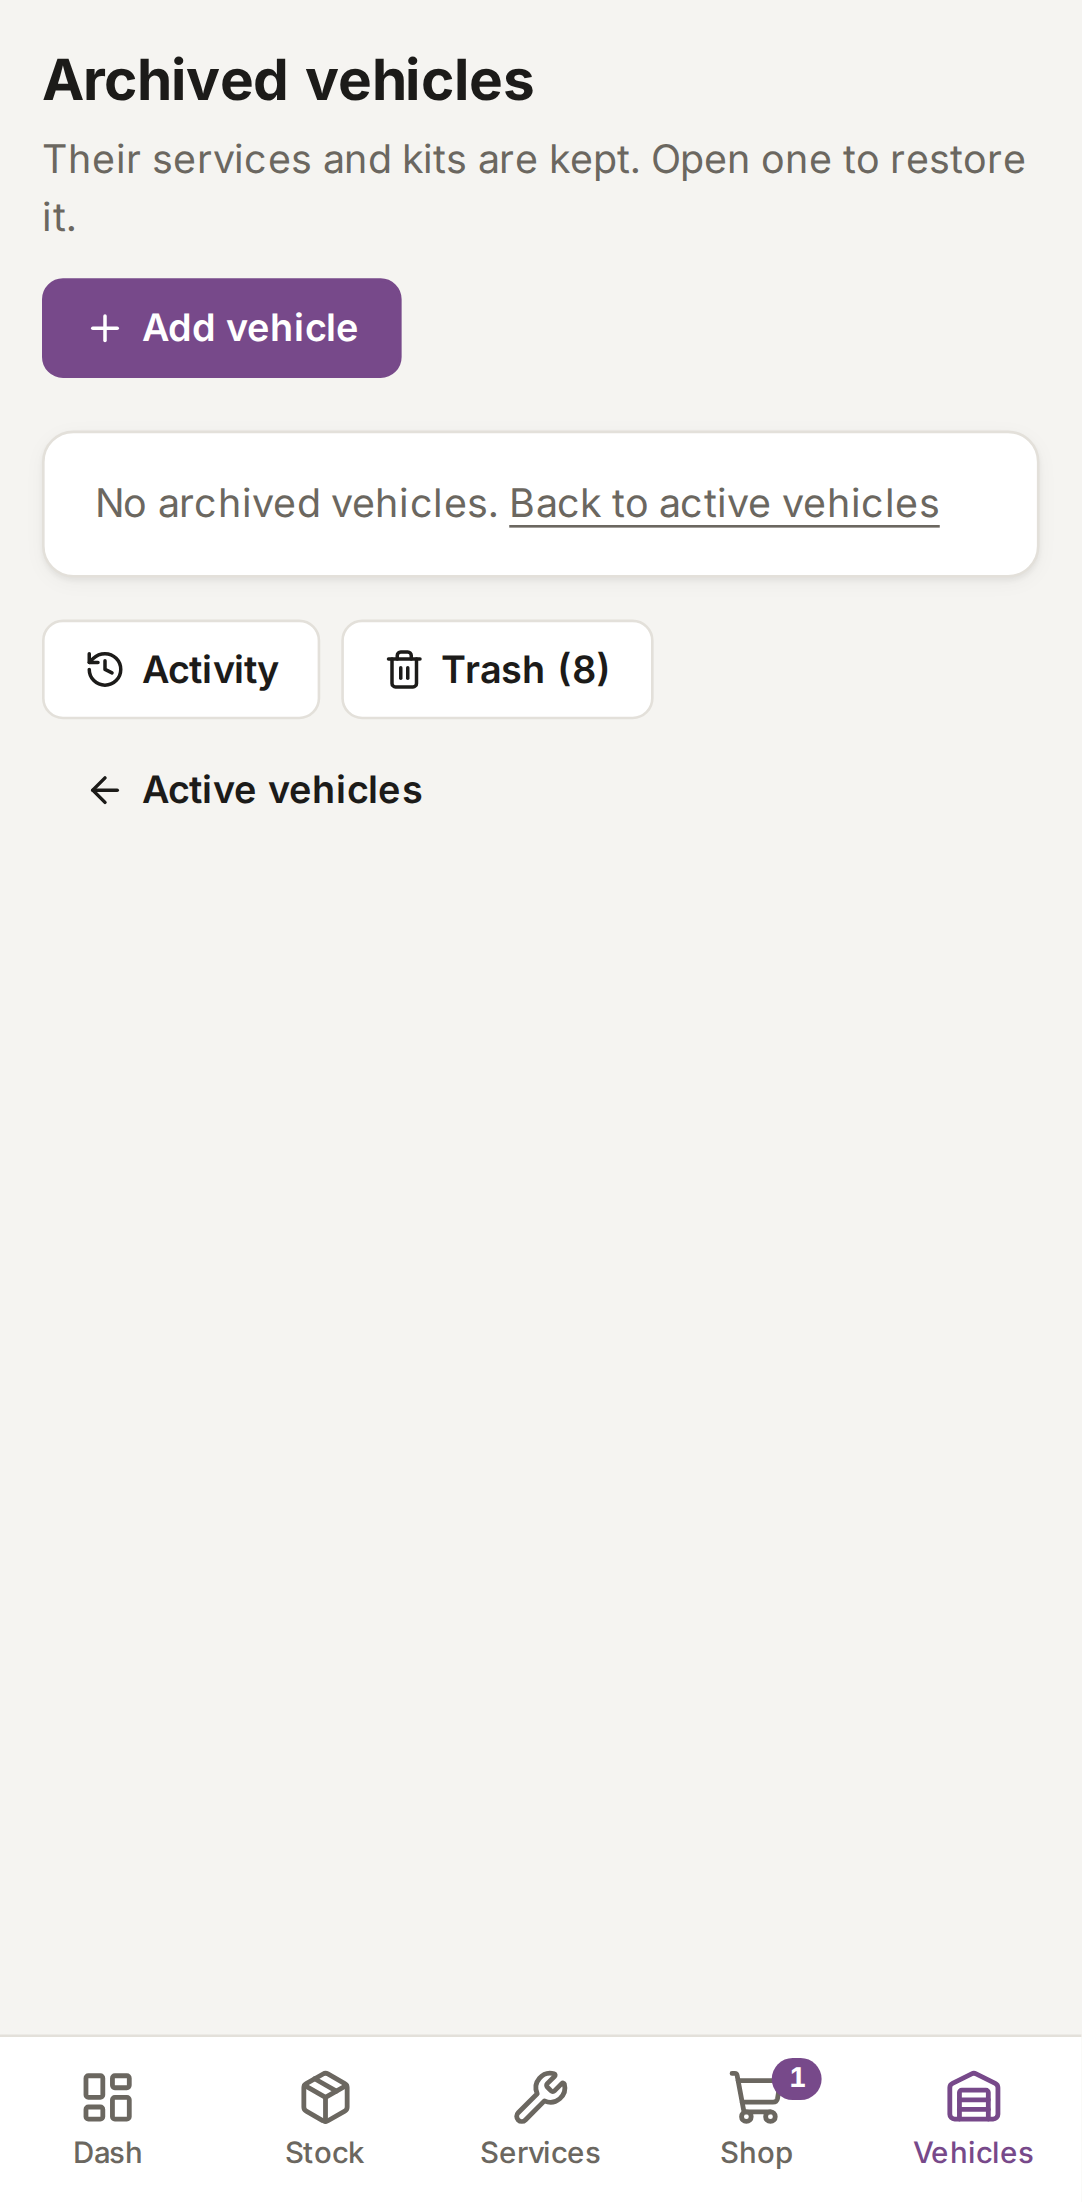 Archived vehicles
Their services and kits are kept. Open one to restore
it.
Add vehicle
No archived vehicles. Back to active vehicles
Activity
Trash (8)
Active vehicles
1
Dash
Stock
Services
Shop
Vehicles